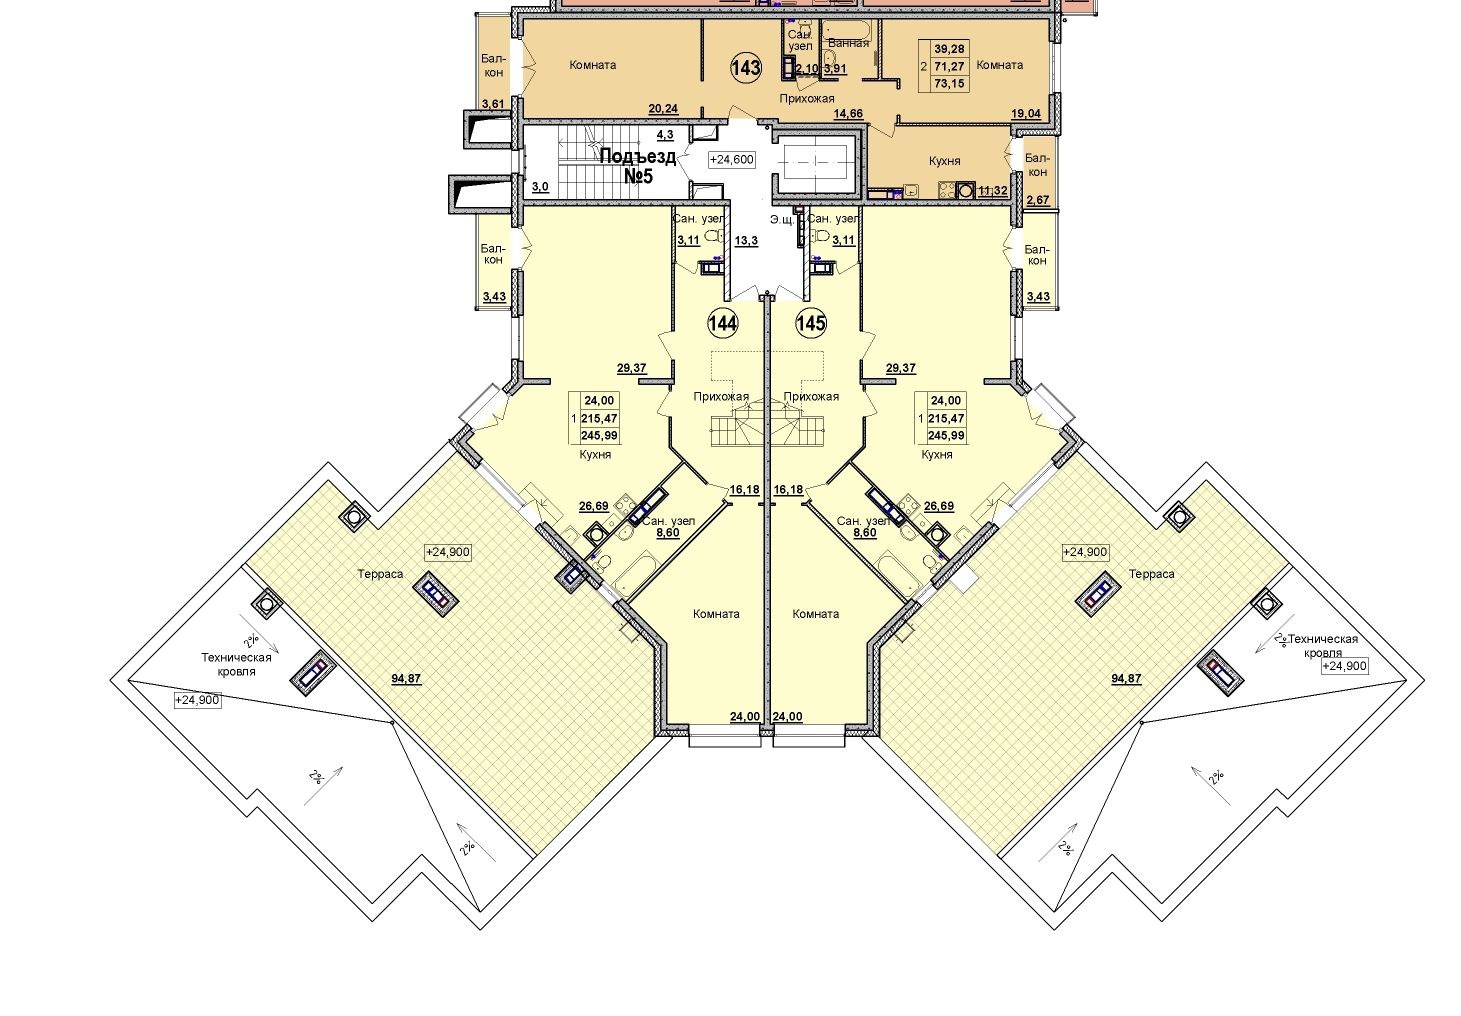 Бал-
кон
3,61
Комната
20,24
143
Сан.
узел
2,10
Ванная
3,91
Прихожая
14,66
39,28
2 71,27
73,15
Комната
19,04
4,3
Подъезд
№5
3,0
+24,600
Кухня
11,32
Бал-
кон
2,67
Бал-
кон
3,43
Сан. узел
3,11
13,3
Э.щ.
Сан. узел
3,11
Бал-
кон
3,43
144
145
29,37
29,37
Прихожая
Прихожая
24,00
1 215,47
245,99
Кухня
24,00
1 215,47
245,99
Кухня
16,18
16,18
26,69
26,69
Сан. узел
8,60
Сан. узел
8,60
+24,900
Терраса
+24,900
Терраса
Комната
Комната
2%
Техническая
кровля
+24,900
2%
Техническая
кровля
+24,900
94,87
94,87
24,00
24,00
2%
2%
2%
2%